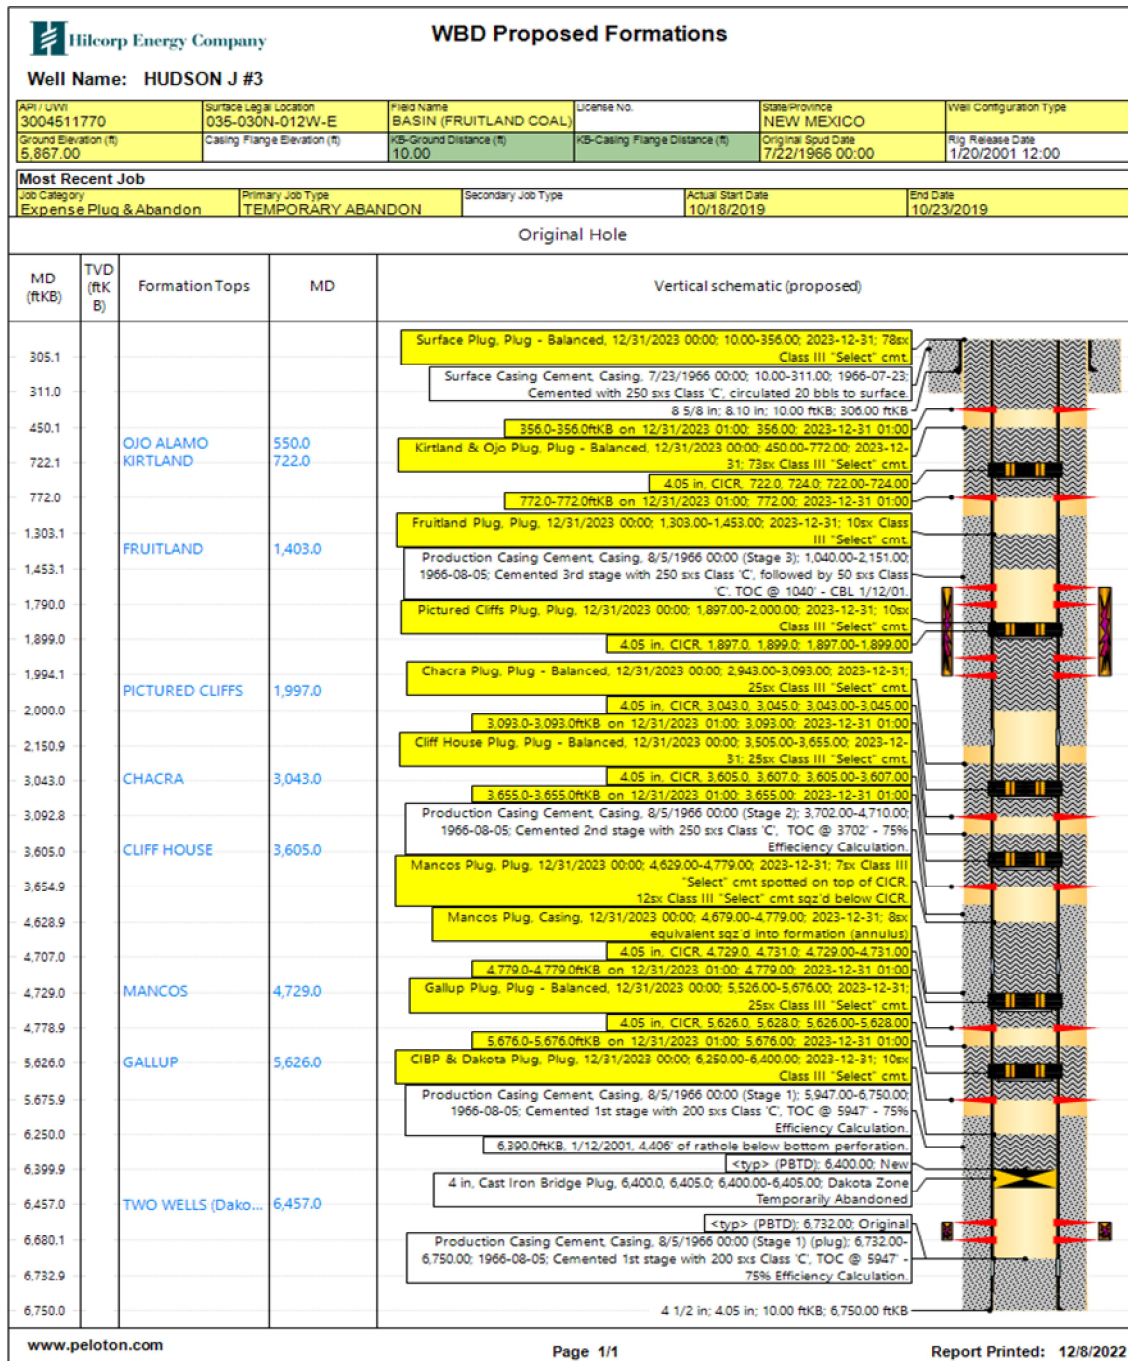 Hilcorp Energy Company
WBD Proposed Formations
Well Name: HUDSON J #3
API / UWI
3004511770
Surface Legal Location
035-030N-012W-E
Field Name
BASIN (FRUITLAND COAL)
License No.
State/Province
NEW MEXICO
Well Configuration Type
Ground Elevation (ft)
5,867.00
Casing Flange Elevation (ft)
KB-Ground Distance (ft)
10.00
KB-Casing Flange Distance (ft)
Original Spud Date
7/22/1966 00:00
Rig Release Date
1/20/2001 12:00
Most Recent Job
Job Category
Expense Plug & Abandon
Primary Job Type
TEMPORARY ABANDON
Secondary Job Type
Actual Start Date
10/18/2019
End Date
10/23/2019
Original Hole
MD
(ftKB)
TVD
(ftK
B)
Formation Tops
MD
Vertical schematic (proposed)
305.1
311.0
450.1
722.1
772.0
1,303.1
1,453.1
1,790.0
1,899.0
1,994.1
2,000.0
2,150.9
3,043.0
3,092.8
3,605.0
3,654.9
4,628.9
4,707.0
4,729.0
4,778.9
5,626.0
5,675.9
6,250.0
6,399.9
6,457.0
6,680.1
6,732.9
6,750.0
OJO ALAMO 550.0
KIRTLAND 722.0
FRUITLAND 1,403.0
PICTURED CLIFFS 1,997.0
CHACRA 3,043.0
CLIFF HOUSE 3,605.0
MANCOS 4,729.0
GALLUP 5,626.0
TWO WELLS (Dako... 6,457.0
Surface Plug, Plug - Balanced, 12/31/2023 00:00; 10.00-356.00; 2023-12-31; 78sx
Class III "Select" cmt.
Surface Casing Cement, Casing, 7/23/1966 00:00; 10.00-311.00; 1966-07-23;
Cemented with 250 sxs Class 'C', circulated 20 bbls to surface.
8 5/8 in; 8.10 in; 10.00 ftKB; 306.00 ftKB
356.0-356.0ftKB on 12/31/2023 01:00; 356.00; 2023-12-31 01:00
Kirtland & Ojo Plug, Plug - Balanced, 12/31/2023 00:00; 450.00-772.00; 2023-12-
31; 73sx Class III "Select" cmt.
4.05 in, CICR, 722.0, 724.0; 722.00-724.00
772.0-772.0ftKB on 12/31/2023 01:00; 772.00; 2023-12-31 01:00
Fruitland Plug, Plug, 12/31/2023 00:00; 1,303.00-1,453.00; 2023-12-31; 10sx Class
III "Select" cmt.
Production Casing Cement, Casing, 8/5/1966 00:00 (Stage 3); 1,040.00-2,151.00;
1966-08-05; Cemented 3rd stage with 250 sxs Class 'C', followed by 50 sxs Class
'C'. TOC @ 1040' - CBL 1/12/01.
Pictured Cliffs Plug, Plug, 12/31/2023 00:00; 1,897.00-2,000.00; 2023-12-31; 10sx
Class III "Select" cmt.
4.05 in, CICR, 1,897.0, 1,899.0; 1,897.00-1,899.00
Chacra Plug, Plug - Balanced, 12/31/2023 00:00; 2,943.00-3,093.00; 2023-12-31;
25sx Class III "Select" cmt.
4.05 in, CICR, 3,043.0, 3,045.0; 3,043.00-3,045.00
3,093.0-3,093.0ftKB on 12/31/2023 01:00; 3,093.00; 2023-12-31 01:00
Cliff House Plug, Plug - Balanced, 12/31/2023 00:00; 3,505.00-3,655.00; 2023-12-
31; 25sx Class III "Select" cmt.
4.05 in, CICR, 3,605.0, 3,607.0; 3,605.00-3,607.00
3,655.0-3,655.0ftKB on 12/31/2023 01:00; 3,655.00; 2023-12-31 01:00
Production Casing Cement, Casing, 8/5/1966 00:00 (Stage 2); 3,702.00-4,710.00;
1966-08-05; Cemented 2nd stage with 250 sxs Class 'C', TOC @ 3702' - 75%
Effieciency Calculation.
Mancos Plug, Plug, 12/31/2023 00:00; 4,629.00-4,779.00; 2023-12-31; 7sx Class III
"Select" cmt spotted on top of CICR.
12sx Class III "Select" cmt sqz'd below CICR.
Mancos Plug, Casing, 12/31/2023 00:00; 4,679.00-4,779.00; 2023-12-31; 8sx
equivalent sqz'd into formation (annulus)
4.05 in, CICR, 4,729.0, 4,731.0; 4,729.00-4,731.00
4,779.0-4,779.0ftKB on 12/31/2023 01:00; 4,779.00; 2023-12-31 01:00
Gallup Plug, Plug - Balanced, 12/31/2023 00:00; 5,526.00-5,676.00; 2023-12-31;
25sx Class III "Select" cmt.
4.05 in, CICR, 5,626.0, 5,628.0; 5,626.00-5,628.00
5,676.0-5,676.0ftKB on 12/31/2023 01:00; 5,676.00; 2023-12-31 01:00
CIBP & Dakota Plug, Plug, 12/31/2023 00:00; 6,250.00-6,400.00; 2023-12-31; 10sx
Class III "Select" cmt.
Production Casing Cement, Casing, 8/5/1966 00:00 (Stage 1); 5,947.00-6,750.00;
1966-08-05; Cemented 1st stage with 200 sxs Class 'C', TOC @ 5947' - 75%
Efficiency Calculation.
6,390.0ftKB, 1/12/2001, 4,406' of rathole below bottom perforation.
<typ> (PBTD); 6,400.00; New
4 in, Cast Iron Bridge Plug, 6,400.0, 6,405.0; 6,400.00-6,405.00; Dakota Zone
Temporarily Abandoned
<typ> (PBTD); 6,732.00; Original
Production Casing Cement, Casing, 8/5/1966 00:00 (Stage 1) (plug); 6,732.00-
6,750.00; 1966-08-05; Cemented 1st stage with 200 sxs Class 'C', TOC @ 5947' -
75% Efficiency Calculation.
4 1/2 in; 4.05 in; 10.00 ftKB; 6,750.00 ftKB
www.peloton.com
Page 1/1
Report Printed: 12/8/2022